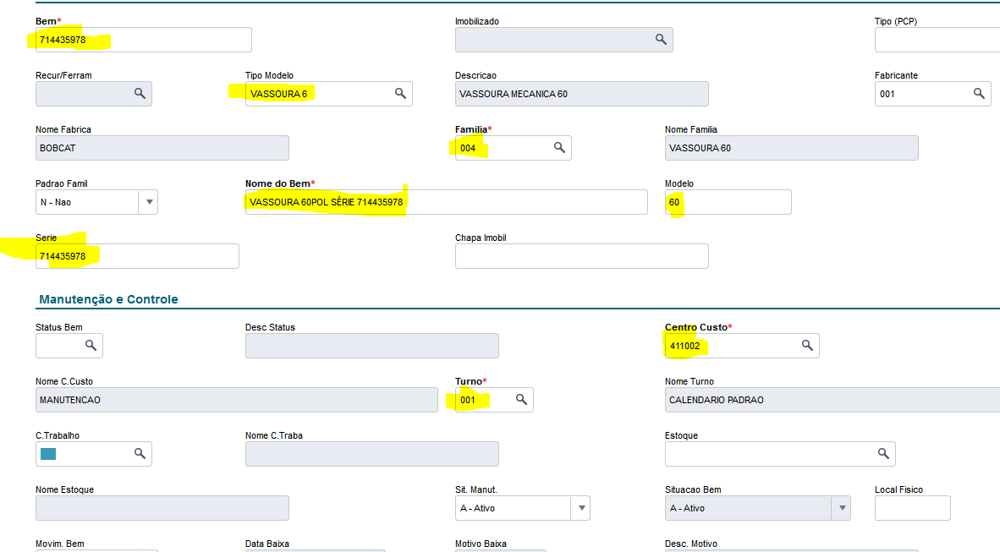 Bem* Imobilizado Tipo (PCP)
714435978
Recur/Ferram Tipo Modelo Descricao Fabricante
VASSOURA 6 VASSOURA MECANICA 60 001
Nome Fabrica Familia* Nome Familia
BOBCAT 004 VASSOURA 60
Padrao Famil Nome do Bem* Modelo
N - Nao VASSOURA 60POL SÉRIE 714435978 60
Serie Chapa Imobil
714435978
Manutenção e Controle
Status Bem Desc Status Centro Custo*
411002
Nome C.Custo Turno* Nome Turno
MANUTENCAO 001 CALENDARIO PADRAO
C.Trabalho Nome C.Traba Estoque
Nome Estoque Sit. Manut. Situacao Bem Local Fisico
A - Ativo A - Ativo
Movim. Bem Data Baixa Motivo Baixa Desc. Motivo